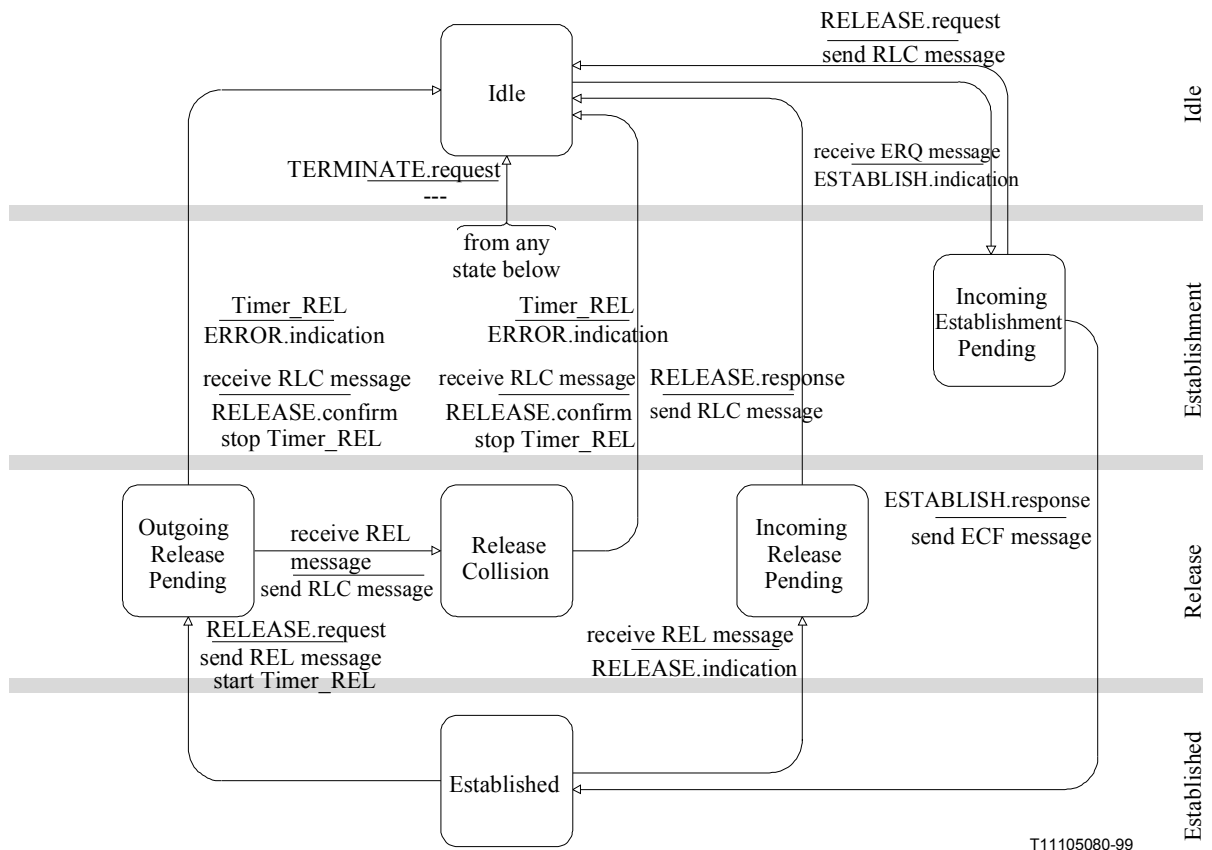 RELEASE.request
send RLC message
Idle
Idle
receive ERQ message
ESTABLISH.indication
TERMINATE.request
---
from any
state below
Incoming
Establishment
Pending
Establishment
Timer_REL
ERROR.indication
Timer_REL
ERROR.indication
receive RLC message
RELEASE.confirm
stop Timer_REL
receive RLC message
RELEASE.confirm
stop Timer_REL
RELEASE.response
send RLC message
Outgoing
Release
Pending
receive REL
message
send RLC message
Release
Collision
Incoming
Release
Pending
ESTABLISH.response
send ECF message
Release
RELEASE.request
send REL message
start Timer_REL
receive REL message
RELEASE.indication
Established
Established
T11105080-99